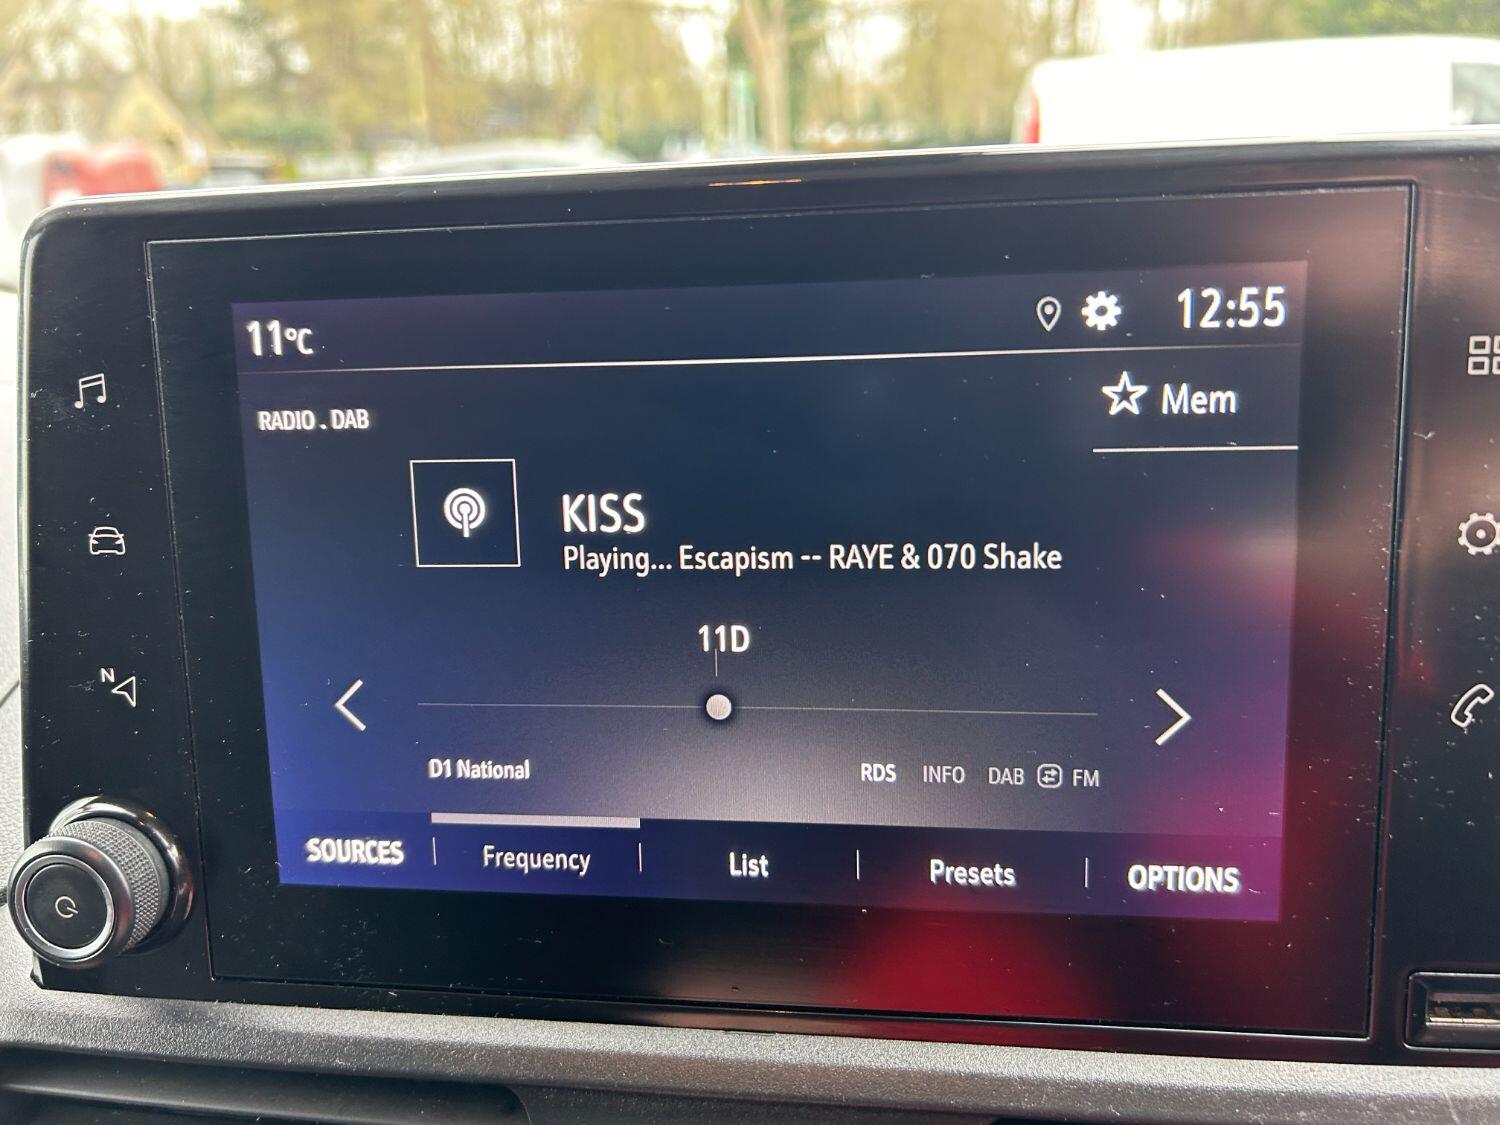 11°C
12:55
Mem
RADIO . DAB
KISS
Playing... Escapism -- RAYE & 070 Shake
11D
D1 National
RDS INFO DAB FM
SOURCES | Frequency | List | Presets | OPTIONS
N